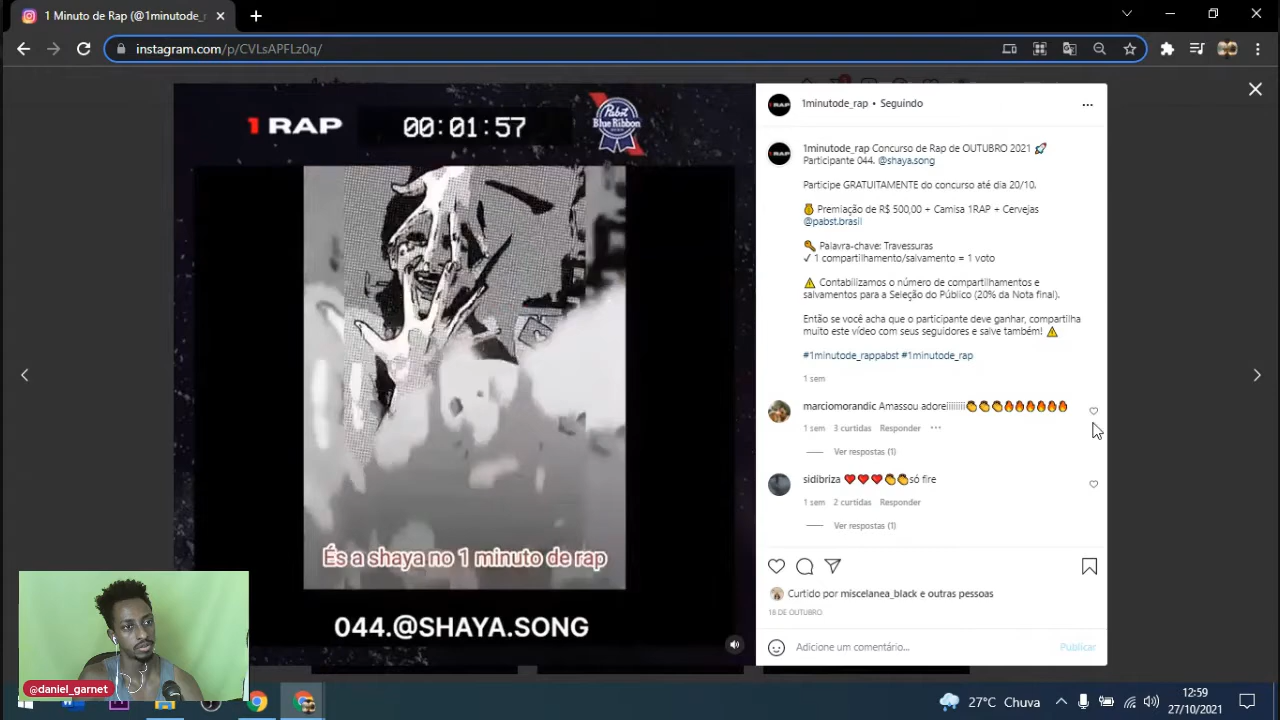 1 Minuto de Rap (@1minutode_r
instagram.com/p/CVLsAPFLz0q/
1 RAP
00:01:57
Pabst
Blue Ribbon
És a shaya no 1 minuto de rap
044.@SHAYA.SONG
1minutode_rap • Seguindo
1minutode_rap Concurso de Rap de OUTUBRO 2021 🚀
Participante 044. @shaya.song
Participe GRATUITAMENTE do concurso até dia 20/10.
💰 Premiação de R$ 500,00 + Camisa 1RAP + Cervejas
@pabst.brasil
🔑 Palavra-chave: Travessuras
✓ 1 compartilhamento/salvamento = 1 voto
⚠ Contabilizamos o número de compartilhamentos e
salvamentos para a Seleção do Público (20% da Nota final).
Então se você acha que o participante deve ganhar, compartilha
muito este vídeo com seus seguidores e salve também! ⚠
#1minutode_rappabst #1minutode_rap
1 sem
marciomorandic Amassou adoreiiiiiiii👏👏👏🔥🔥🔥🔥🔥🔥
1 sem 3 curtidas Responder ···
Ver respostas (1)
sidibriza ❤❤❤👏👏só fire
1 sem 2 curtidas Responder
Ver respostas (1)
Curtido por miscelanea_black e outras pessoas
16 DE OUTUBRO
Adicione um comentário... Publicar
@daniel_garnet
27°C Chuva
12:59
27/10/2021